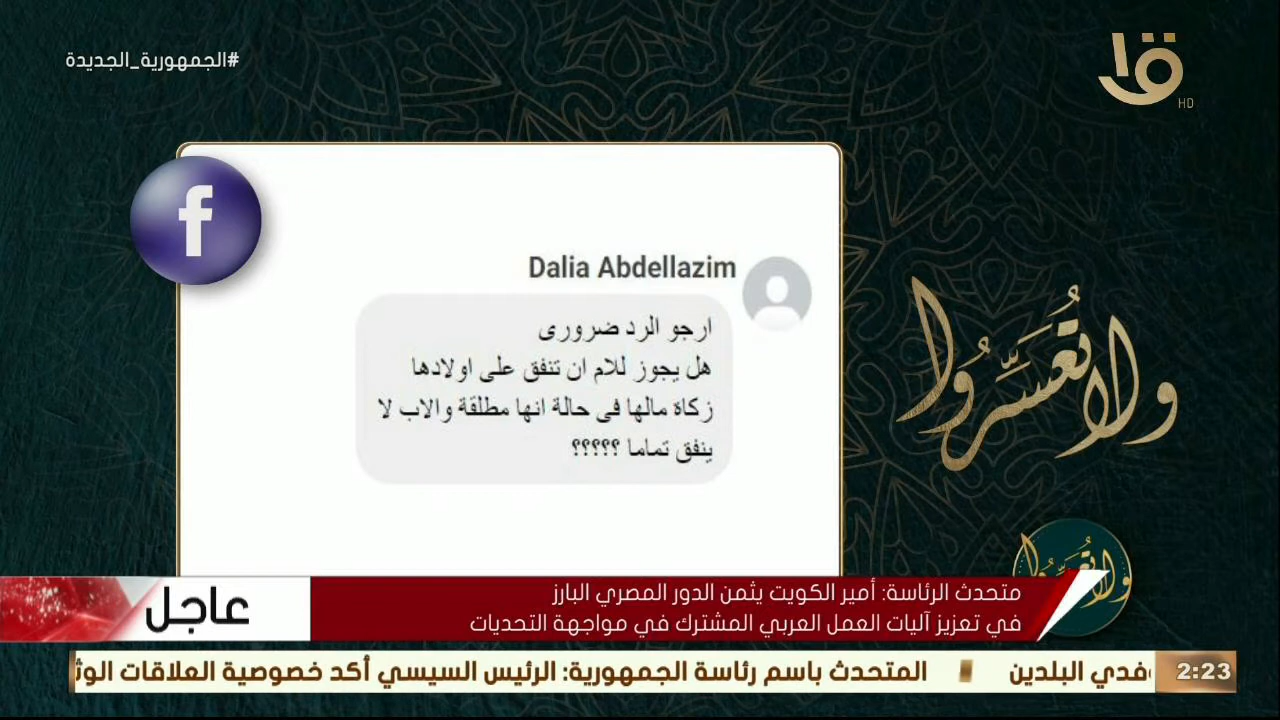 #الجمهورية_الجديدة
HD
Dalia Abdellazim
ارجو الرد ضرورى
هل يجوز للام ان تنفق على اولادها
زكاة مالها فى حالة انها مطلقة والاب لا
ينفق تماما ؟؟؟؟؟
ولا تُعسِّروا
ولا تعسروا
عاجل
متحدث الرئاسة: أمير الكويت يثمن الدور المصري البارز
في تعزيز آليات العمل العربي المشترك في مواجهة التحديات
2:23
فدي البلدين
المتحدث باسم رئاسة الجمهورية: الرئيس السيسي أكد خصوصية العلاقات